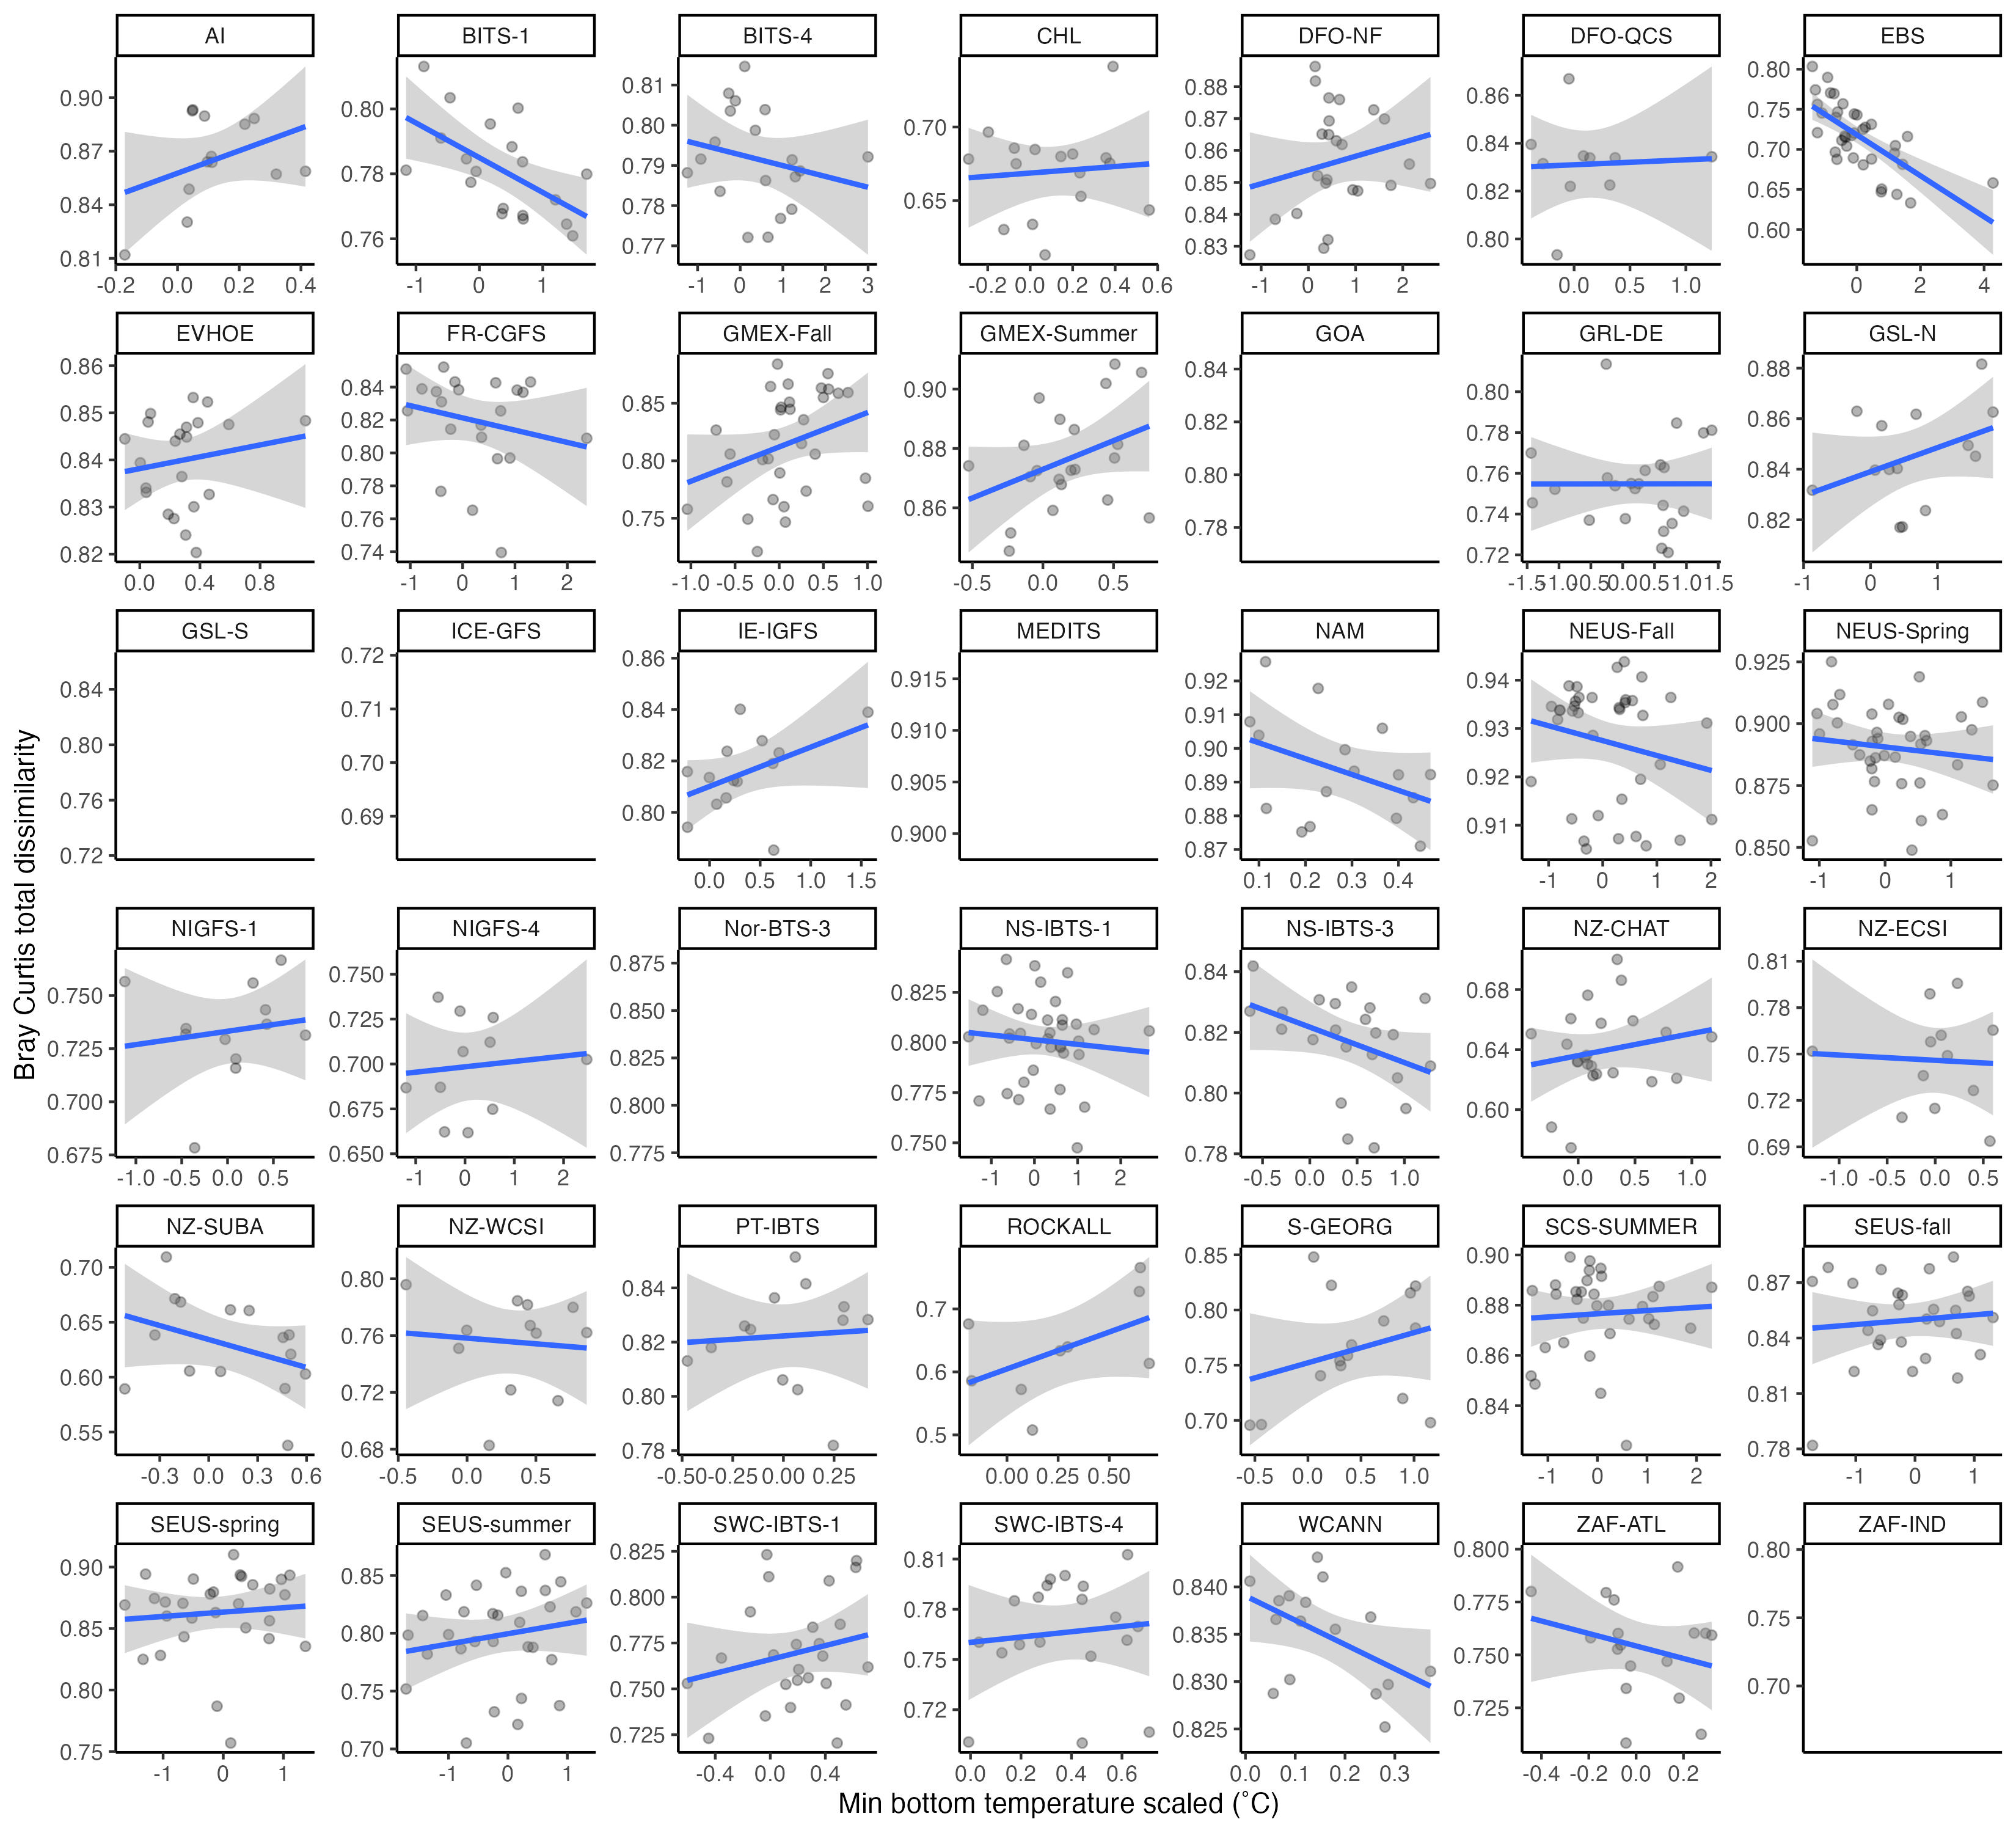 AI BITS-1 BITS-4 CHL DFO-NF DFO-QCS EBS
0.90 0.87 0.84 0.81
-0.2 0.0 0.2 0.4
0.80 0.78 0.76
-1 0 1
0.81 0.80 0.79 0.78 0.77
-1 0 1 2 3
0.70 0.65
-0.2 0.0 0.2 0.4 0.6
0.88 0.87 0.86 0.85 0.84 0.83
-1 0 1 2
0.86 0.84 0.82 0.80
0.0 0.5 1.0
0.80 0.75 0.70 0.65 0.60
0 2 4
EVHOE FR-CGFS GMEX-Fall GMEX-Summer GOA GRL-DE GSL-N
0.86 0.85 0.84 0.83 0.82
0.0 0.4 0.8
0.84 0.82 0.80 0.78 0.76 0.74
-1 0 1 2
0.85 0.80 0.75
-1.0 -0.5 0.0 0.5 1.0
0.90 0.88 0.86
-0.5 0.0 0.5
0.84 0.82 0.80 0.78
0.80 0.78 0.76 0.74 0.72
-1.5 -1.0 -0.5 0.0 0.5 1.0 1.5
0.88 0.86 0.84 0.82
-1 0 1
GSL-S ICE-GFS IE-IGFS MEDITS NAM NEUS-Fall NEUS-Spring
0.84 0.80 0.76 0.72
0.72 0.71 0.70 0.69
0.86 0.84 0.82 0.80
0.0 0.5 1.0 1.5
0.915 0.910 0.905 0.900
0.92 0.91 0.90 0.89 0.88 0.87
0.1 0.2 0.3 0.4
0.94 0.93 0.92 0.91
-1 0 1 2
0.925 0.900 0.875 0.850
-1 0 1
Bray Curtis total dissimilarity
NIGFS-1 NIGFS-4 Nor-BTS-3 NS-IBTS-1 NS-IBTS-3 NZ-CHAT NZ-ECSI
0.750 0.725 0.700 0.675
-1.0 -0.5 0.0 0.5
0.750 0.725 0.700 0.675 0.650
-1 0 1 2
0.875 0.850 0.825 0.800 0.775
0.825 0.800 0.775 0.750
-1 0 1 2
0.84 0.82 0.80 0.78
-0.5 0.0 0.5 1.0
0.68 0.64 0.60
0.0 0.5 1.0
0.81 0.78 0.75 0.72 0.69
-1.0 -0.5 0.0 0.5
NZ-SUBA NZ-WCSI PT-IBTS ROCKALL S-GEORG SCS-SUMMER SEUS-fall
0.70 0.65 0.60 0.55
-0.3 0.0 0.3 0.6
0.80 0.76 0.72 0.68
-0.5 0.0 0.5
0.84 0.82 0.80 0.78
-0.50 -0.25 0.00 0.25
0.7 0.6 0.5
0.00 0.25 0.50
0.85 0.80 0.75 0.70
-0.5 0.0 0.5 1.0
0.90 0.88 0.86 0.84
-1 0 1 2
0.87 0.84 0.81 0.78
-1 0 1
SEUS-spring SEUS-summer SWC-IBTS-1 SWC-IBTS-4 WCANN ZAF-ATL ZAF-IND
0.90 0.85 0.80 0.75
-1 0 1
0.85 0.80 0.75 0.70
-1 0 1
0.825 0.800 0.775 0.750 0.725
-0.4 0.0 0.4
0.81 0.78 0.75 0.72
0.0 0.2 0.4 0.6
0.840 0.835 0.830 0.825
0.0 0.1 0.2 0.3
0.800 0.775 0.750 0.725
-0.4 -0.2 0.0 0.2
0.80 0.75 0.70
Min bottom temperature scaled (˚C)